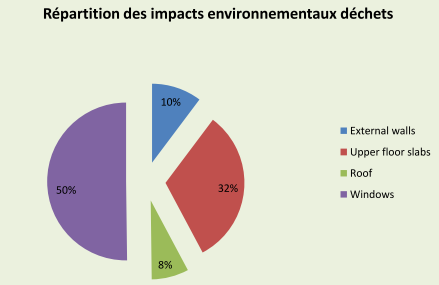 Répartition des impacts environnementaux déchets
10%
32%
8%
50%
External walls
Upper floor slabs
Roof
Windows